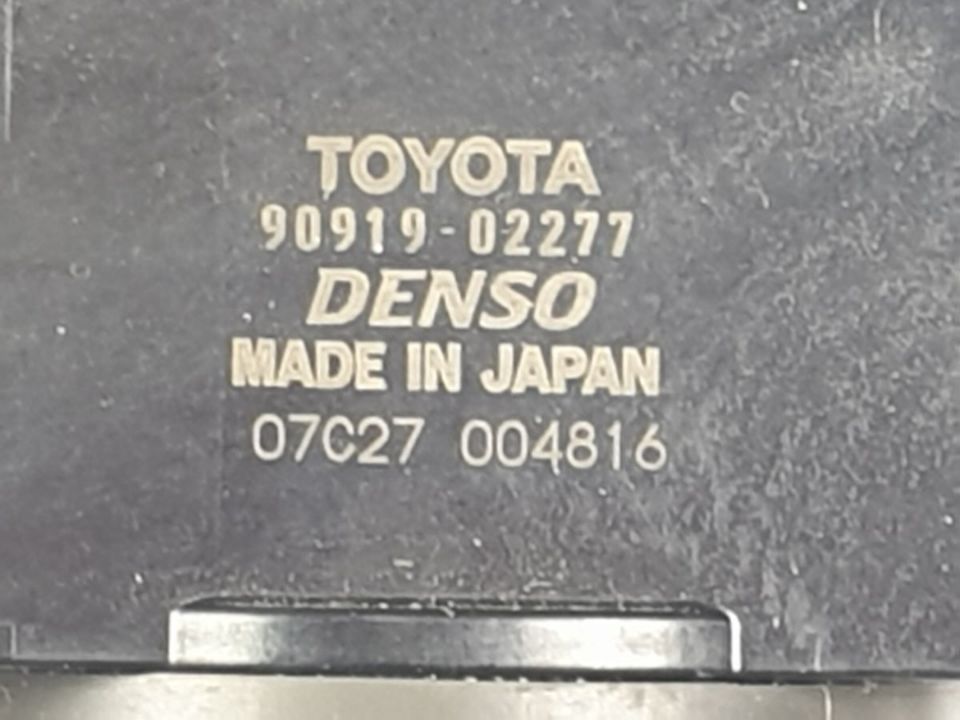 TOYOTA
90919-02277
DENSO
MADE IN JAPAN
07C27 004816